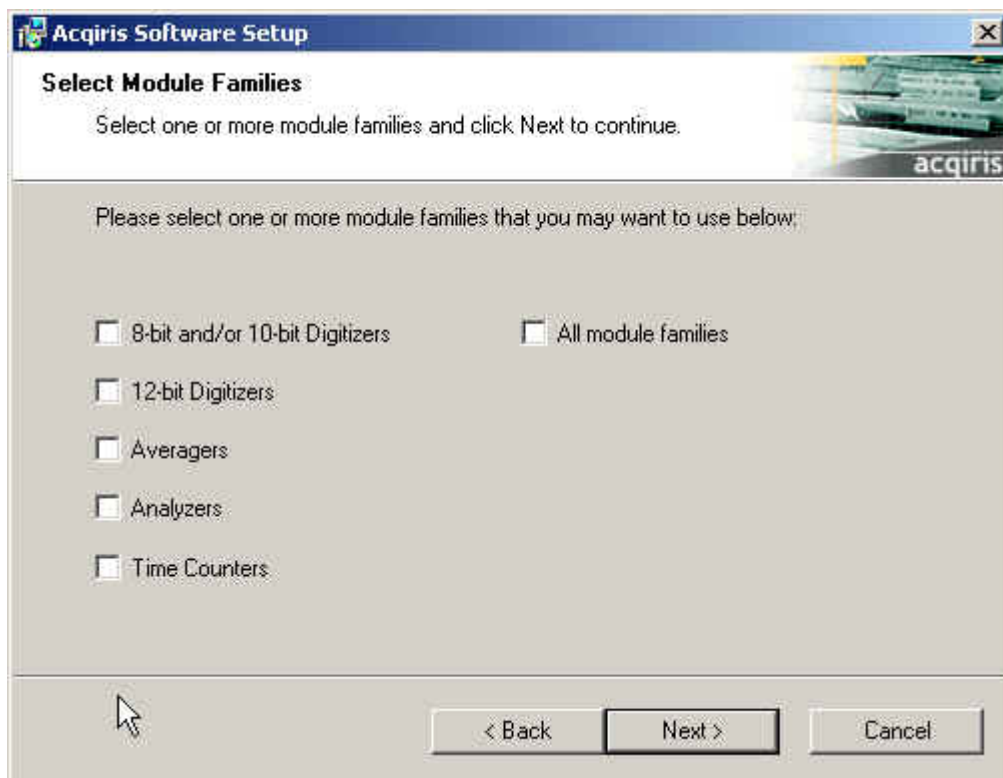 Acqiris Software Setup
Select Module Families
Select one or more module families and click Next to continue.
acqiris
Please select one or more module families that you may want to use below:
8-bit and/or 10-bit Digitizers
All module families
12-bit Digitizers
Averagers
Analyzers
Time Counters
< Back
Next >
Cancel